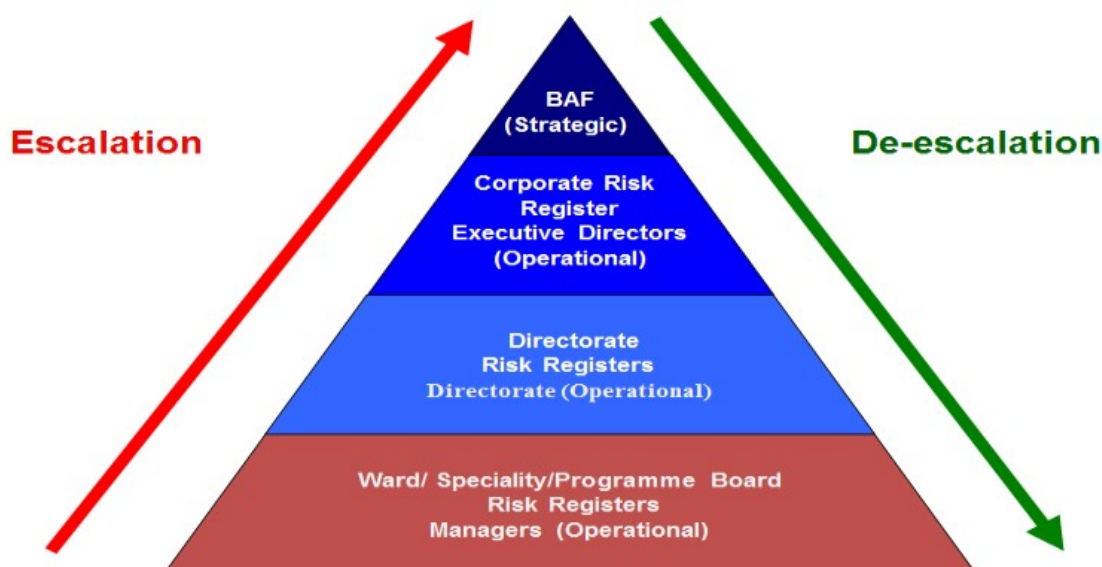 BAF
(Strategic)
Escalation
De-escalation
Corporate Risk
Register
Executive Directors
(Operational)
Directorate
Risk Registers
Directorate (Operational)
Ward/ Speciality/Programme Board
Risk Registers
Managers (Operational)